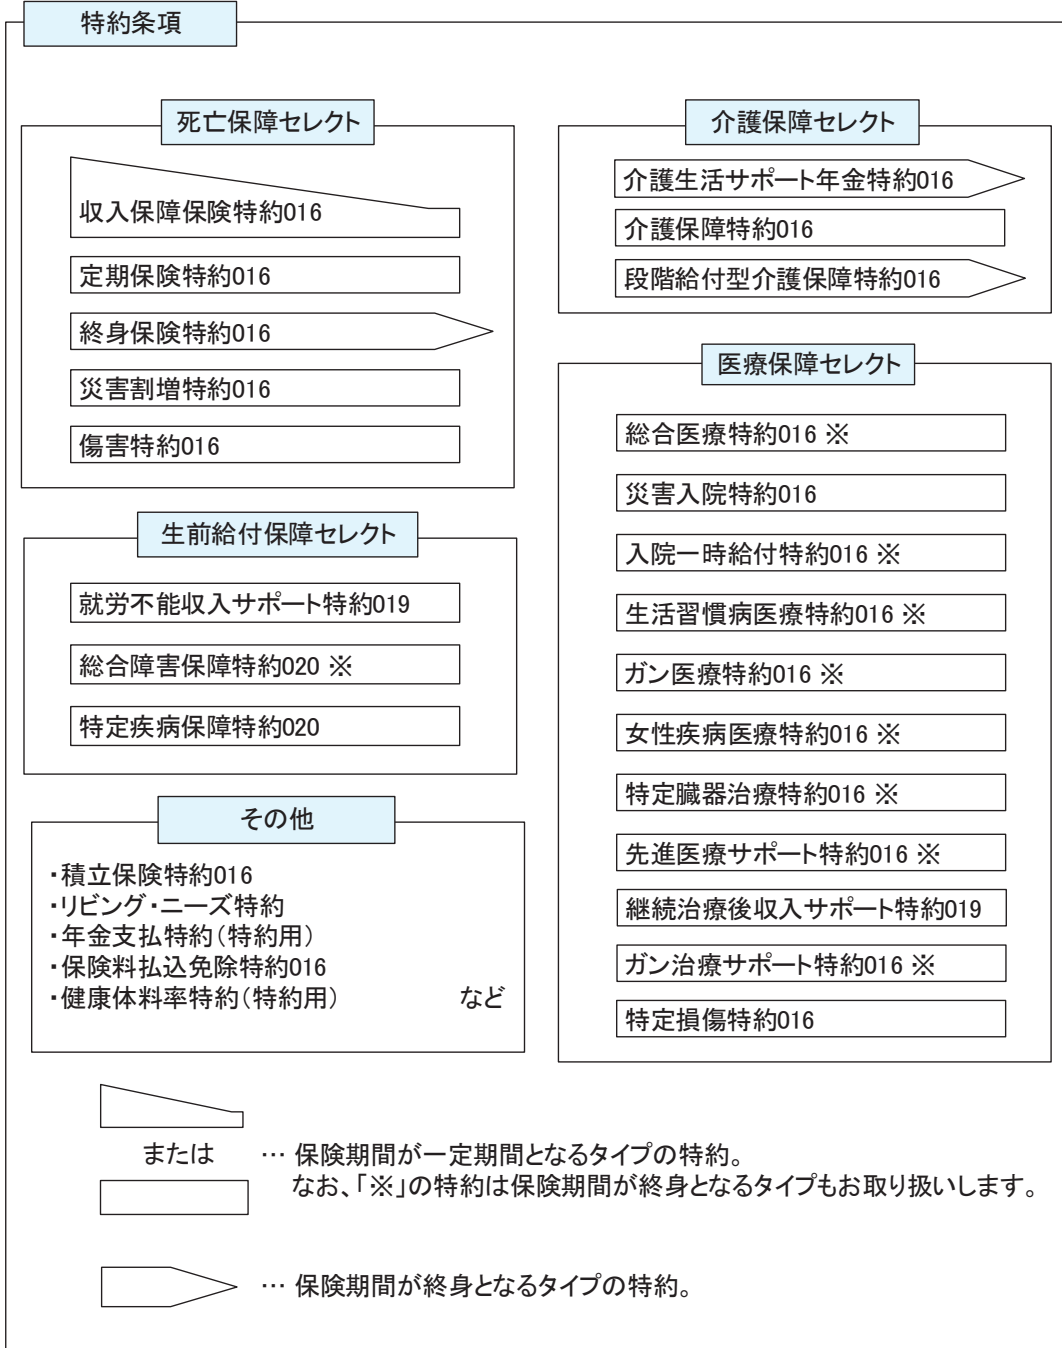 特約条項
死亡保障セレクト
収入保障保険特約016
定期保険特約016
終身保険特約016
災害割増特約016
傷害特約016
生前給付保障セレクト
就労不能収入サポート特約019
総合障害保障特約020 ※
特定疾病保障特約020
その他
・積立保険特約016
・リビング・ニーズ特約
・年金支払特約（特約用）
・保険料払込免除特約016
・健康体料率特約（特約用） など
介護保障セレクト
介護生活サポート年金特約016
介護保障特約016
段階給付型介護保障特約016
医療保障セレクト
総合医療特約016 ※
災害入院特約016
入院一時給付特約016 ※
生活習慣病医療特約016 ※
ガン医療特約016 ※
女性疾病医療特約016 ※
特定臓器治療特約016 ※
先進医療サポート特約016 ※
継続治療後収入サポート特約019
ガン治療サポート特約016 ※
特定損傷特約016
または … 保険期間が一定期間となるタイプの特約。
なお、「※」の特約は保険期間が終身となるタイプもお取り扱いします。
… 保険期間が終身となるタイプの特約。